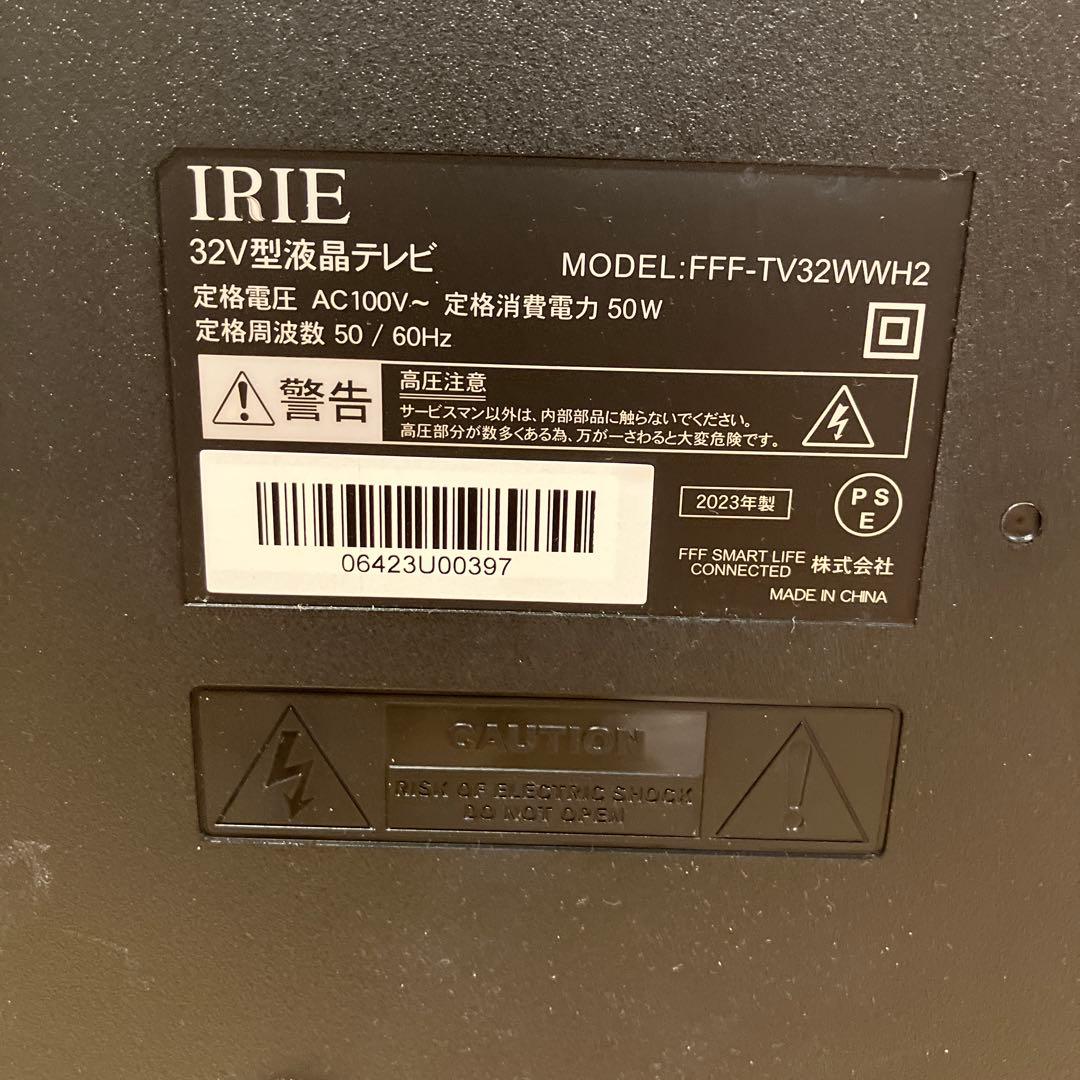 IRIE
32V型液晶テレビ
MODEL:FFF-TV32WWH2
定格電圧 AC100V～ 定格消費電力 50W
定格周波数 50 / 60Hz
警告
高圧注意
サービスマン以外は、内部部品に触らないでください。
高圧部分が数多くある為、万が一さわると大変危険です。
06423U00397
2023年製
PS
E
FFF SMART LIFE
CONNECTED 株式会社
MADE IN CHINA
CAUTION
RISK OF ELECTRIC SHOCK
DO NOT OPEN